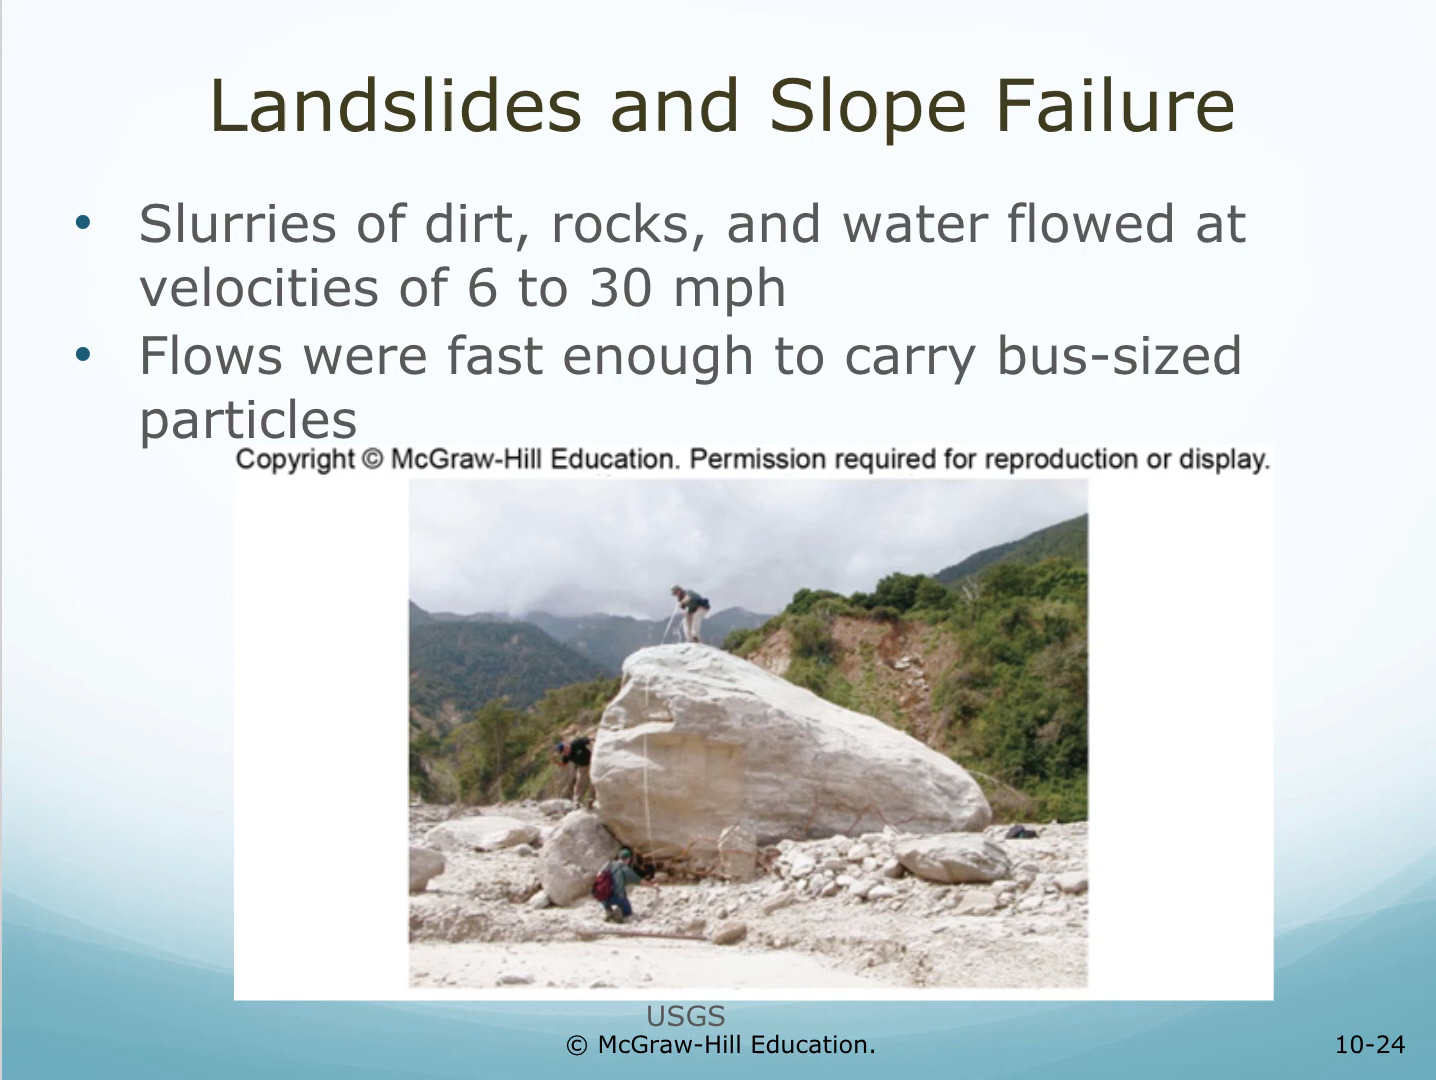 Landslides and Slope Failure
• Slurries of dirt, rocks, and water flowed at
velocities of 6 to 30 mph
• Flows were fast enough to carry bus-sized
particles
Copyright © McGraw-Hill Education. Permission required for reproduction or display.
USGS
© McGraw-Hill Education.
10-24